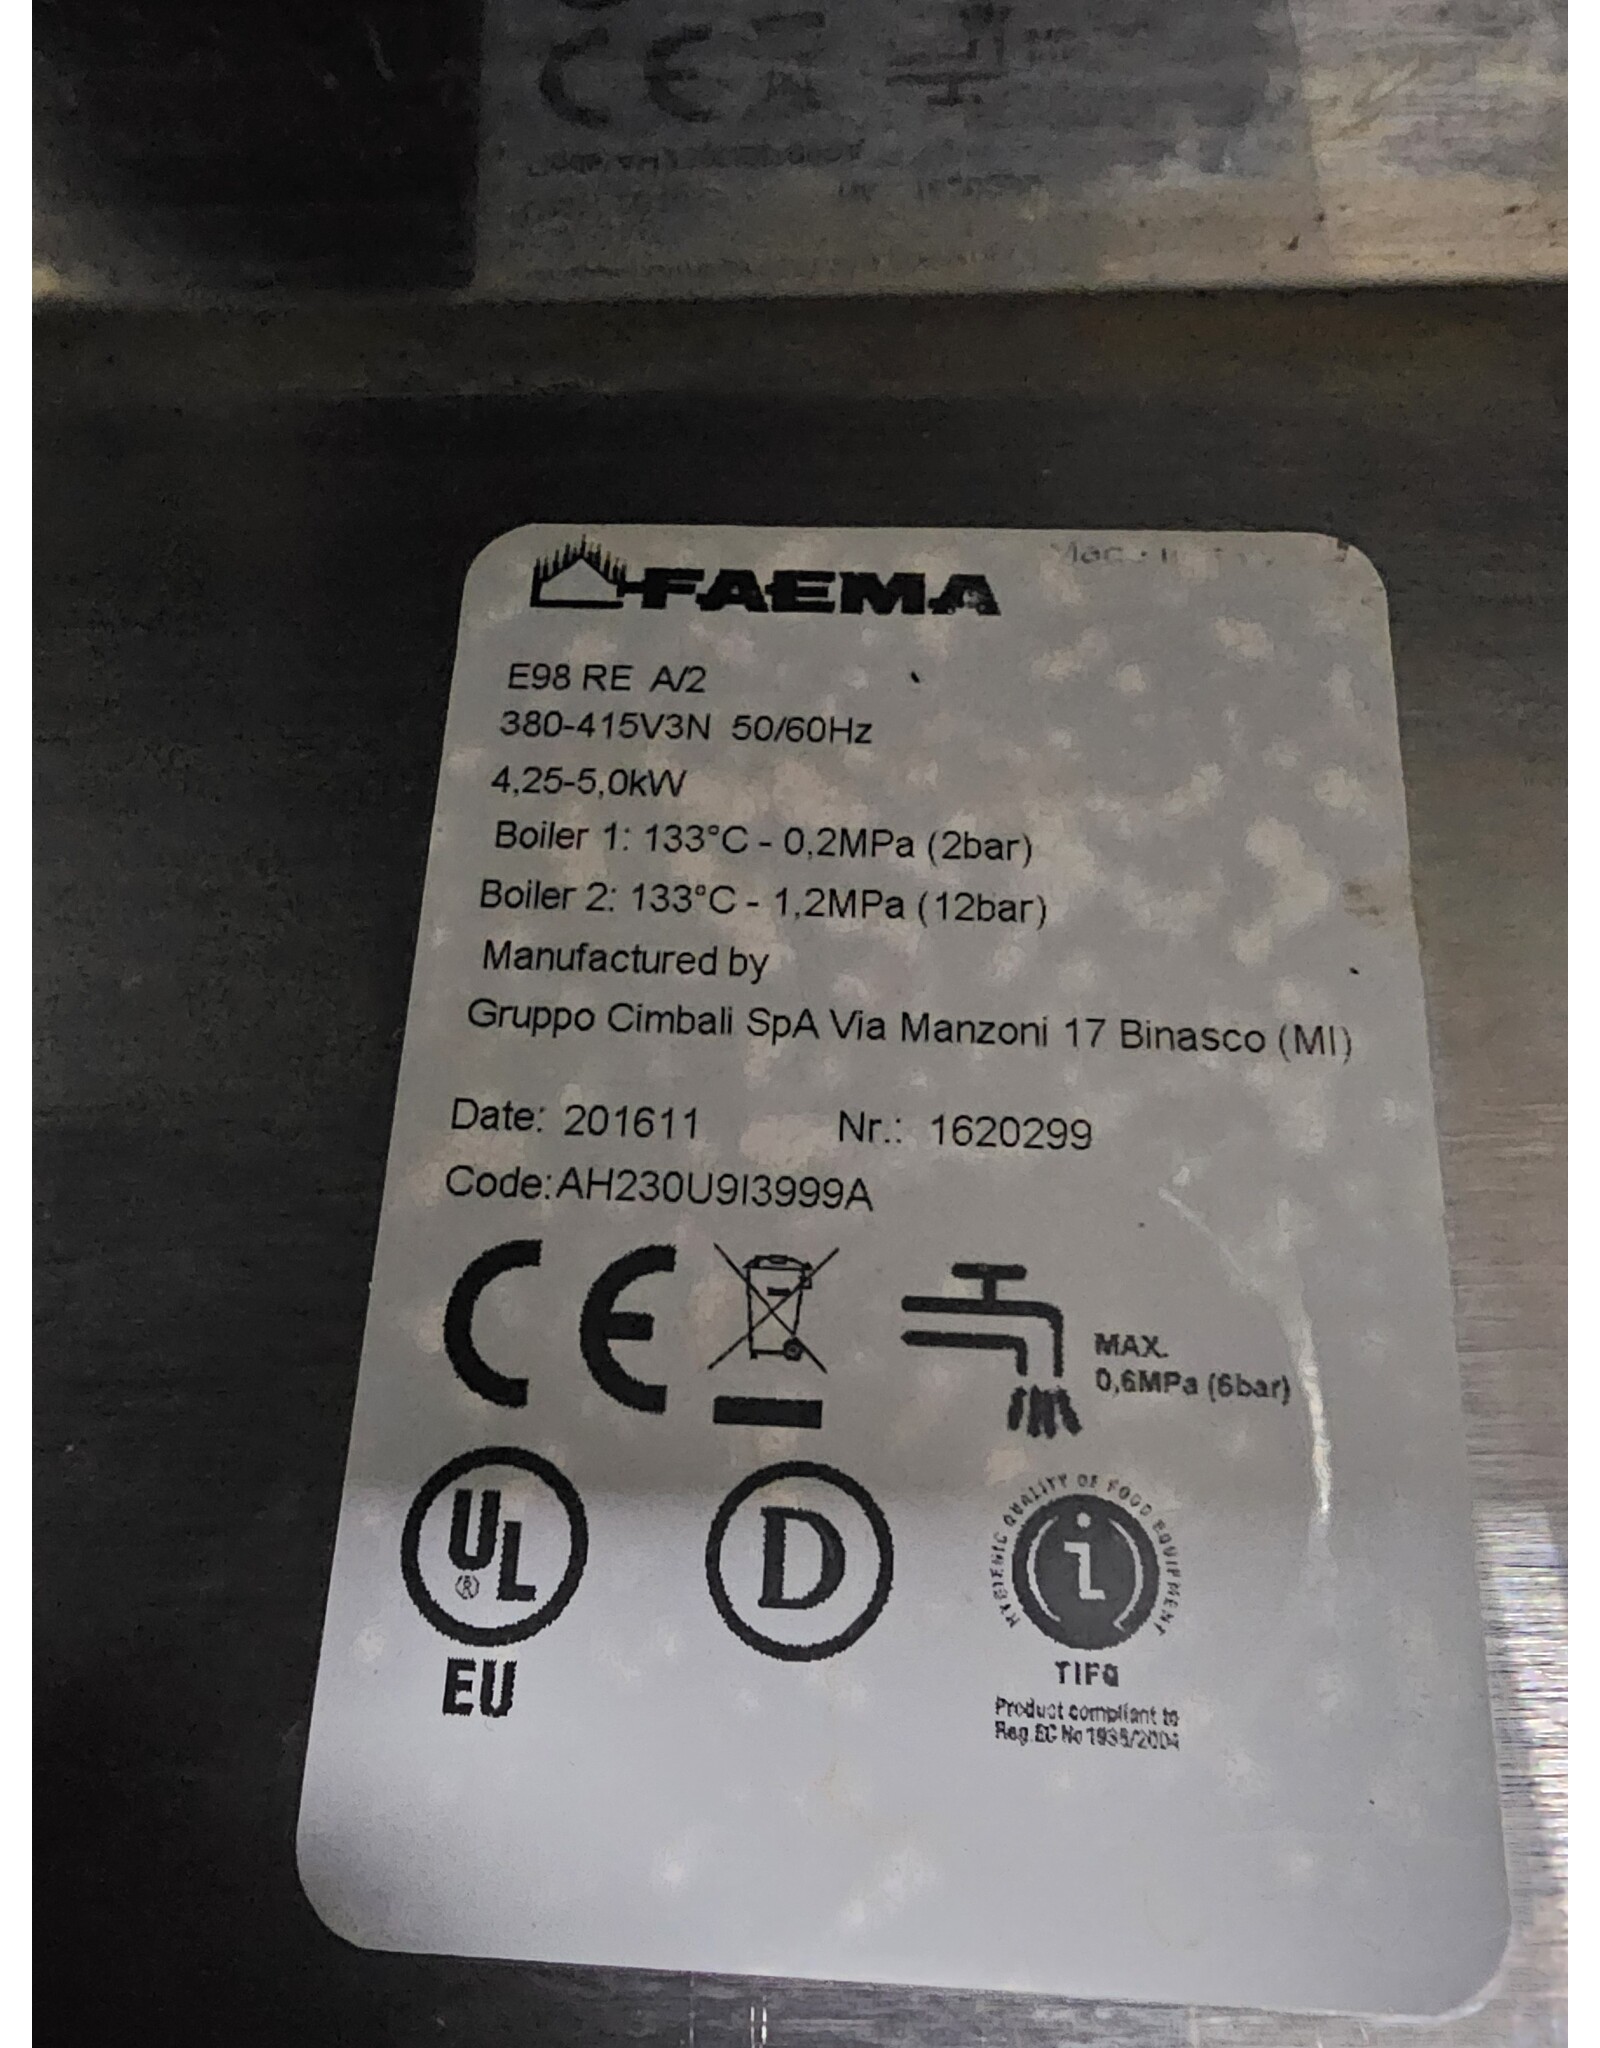 FAEMA
E98 RE A/2
380-415V3N 50/60Hz
4,25-5,0kW
Boiler 1: 133°C - 0,2MPa (2bar)
Boiler 2: 133°C - 1,2MPa (12bar)
Manufactured by
Gruppo Cimbali SpA Via Manzoni 17 Binasco (MI)
Date: 201611 Nr.: 1620299
Code:AH230U9I3999A
CE
MAX.
0,6MPa (6bar)
UL
®
EU
D
HYGIENIC QUALITY OF FOOD EQUIPMENT
i
TIFQ
Product compliant to
Reg.EC No 1935/2004